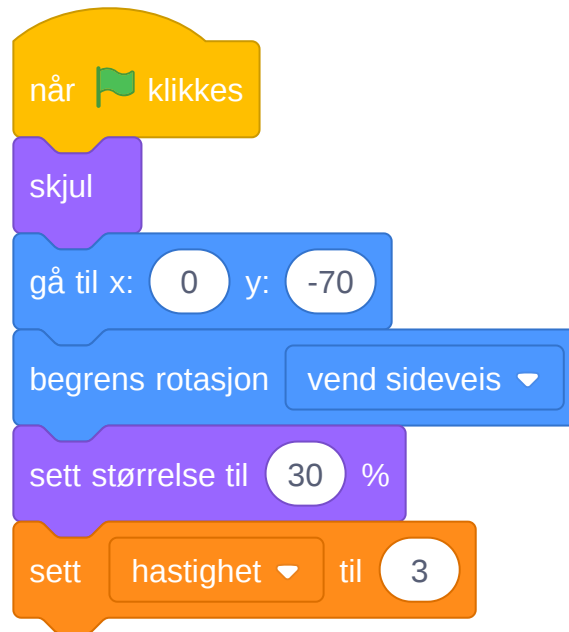 når klikkes
skjul
gå til x: 0 y: -70
begrens rotasjon vend sideveis
sett størrelse til 30 %
sett hastighet til 3